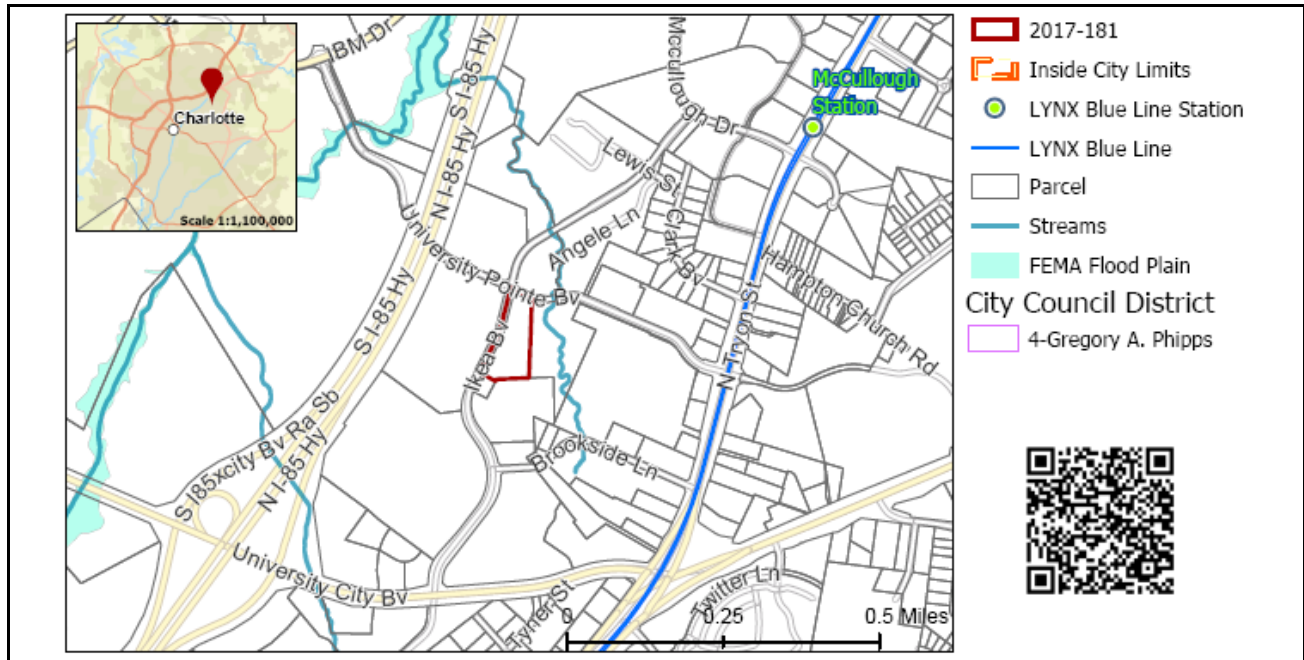 Charlotte
Scale 1:1,100,000
IBM Dr
S I-85 Hy
N I-85 Hy
Mccullough Dr
McCullough
Station
Lewis St
Clark Bv
Angele Ln
University Pointe Bv
Hampton Church Rd
S I-85 Hy
Ikea Bv
N Tryon St
S I85xcity Bv Ra Sb
N I-85 Hy
Brookside Ln
University City Bv
Tyner St
Twitter Ln
0 0.25 0.5 Miles
2017-181
Inside City Limits
LYNX Blue Line Station
LYNX Blue Line
Parcel
Streams
FEMA Flood Plain
City Council District
4-Gregory A. Phipps